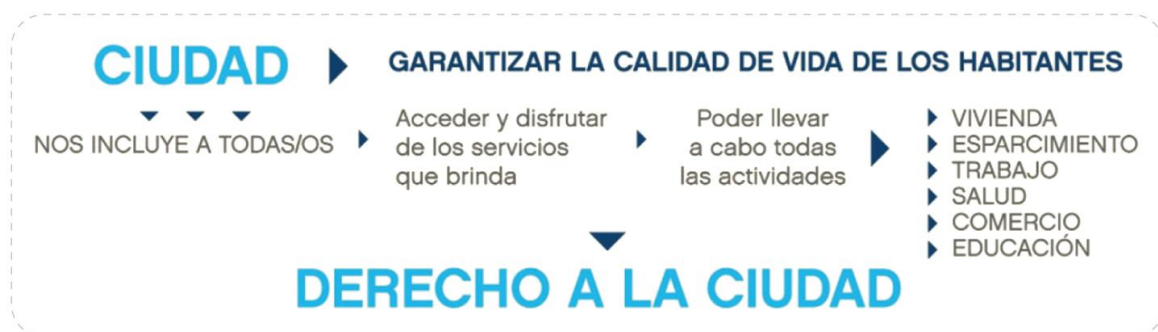 CIUDAD
GARANTIZAR LA CALIDAD DE VIDA DE LOS HABITANTES
NOS INCLUYE A TODAS/OS
Acceder y disfrutar
de los servicios
que brinda
Poder llevar
a cabo todas
las actividades
VIVIENDA
ESPARCIMIENTO
TRABAJO
SALUD
COMERCIO
EDUCACIÓN
DERECHO A LA CIUDAD